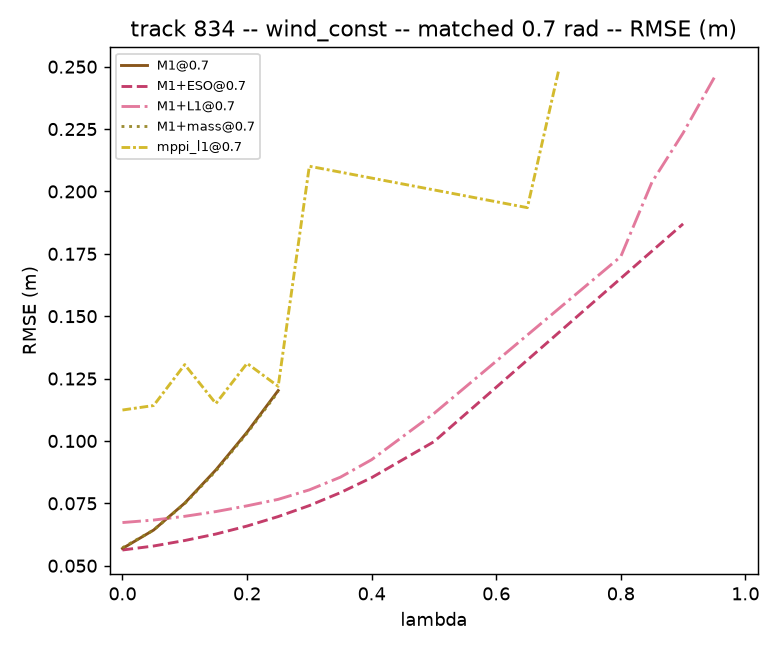 track 834 -- wind_const -- matched 0.7 rad -- RMSE (m)
M1@0.7
M1+ESO@0.7
M1+L1@0.7
M1+mass@0.7
mppi_l1@0.7
RMSE (m)
0.250
0.225
0.200
0.175
0.150
0.125
0.100
0.075
0.050
0.0 0.2 0.4 0.6 0.8 1.0
lambda